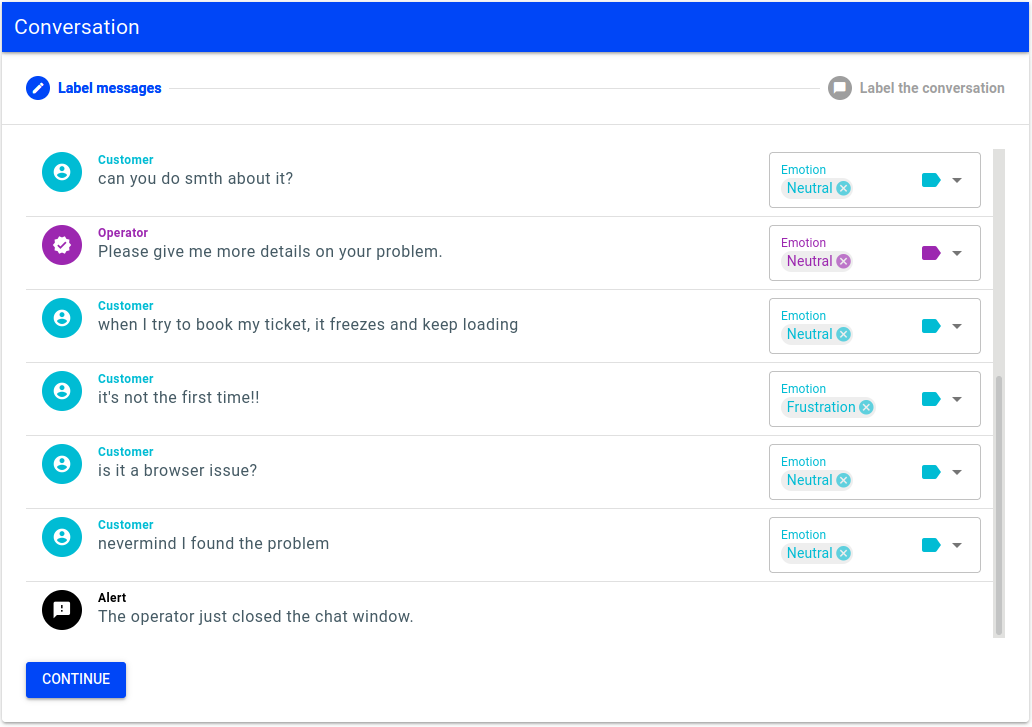 Conversation
Label messages
Label the conversation
Customer
can you do smth about it?
Emotion
Neutral
Operator
Please give me more details on your problem.
Emotion
Neutral
Customer
when I try to book my ticket, it freezes and keep loading
Emotion
Neutral
Customer
it's not the first time!!
Emotion
Frustration
Customer
is it a browser issue?
Emotion
Neutral
Customer
nevermind I found the problem
Emotion
Neutral
Alert
The operator just closed the chat window.
CONTINUE